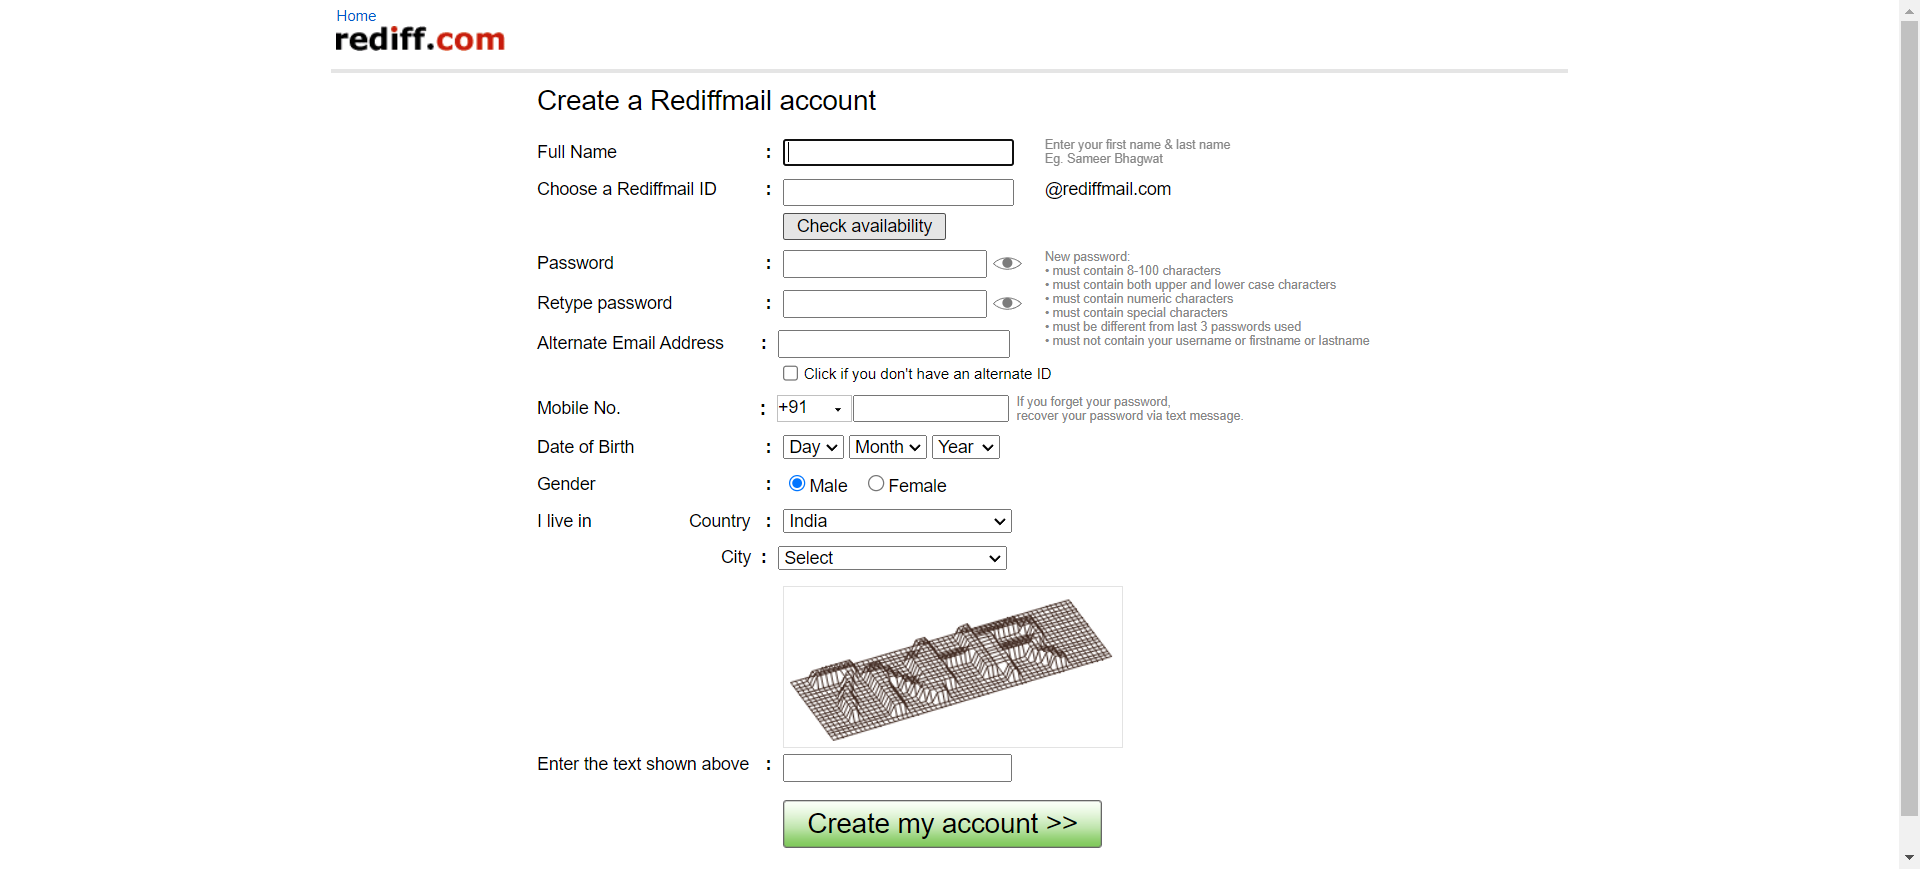 Home
rediff.com
Create a Rediffmail account
Full Name :
Enter your first name & last name
Eg. Sameer Bhagwat
Choose a Rediffmail ID : @rediffmail.com
Check availability
Password :
Retype password :
New password:
• must contain 8-100 characters
• must contain both upper and lower case characters
• must contain numeric characters
• must contain special characters
• must be different from last 3 passwords used
• must not contain your username or firstname or lastname
Alternate Email Address :
Click if you don't have an alternate ID
Mobile No. : +91
If you forget your password,
recover your password via text message.
Date of Birth : Day Month Year
Gender : Male Female
I live in Country : India
City : Select
Enter the text shown above :
Create my account >>